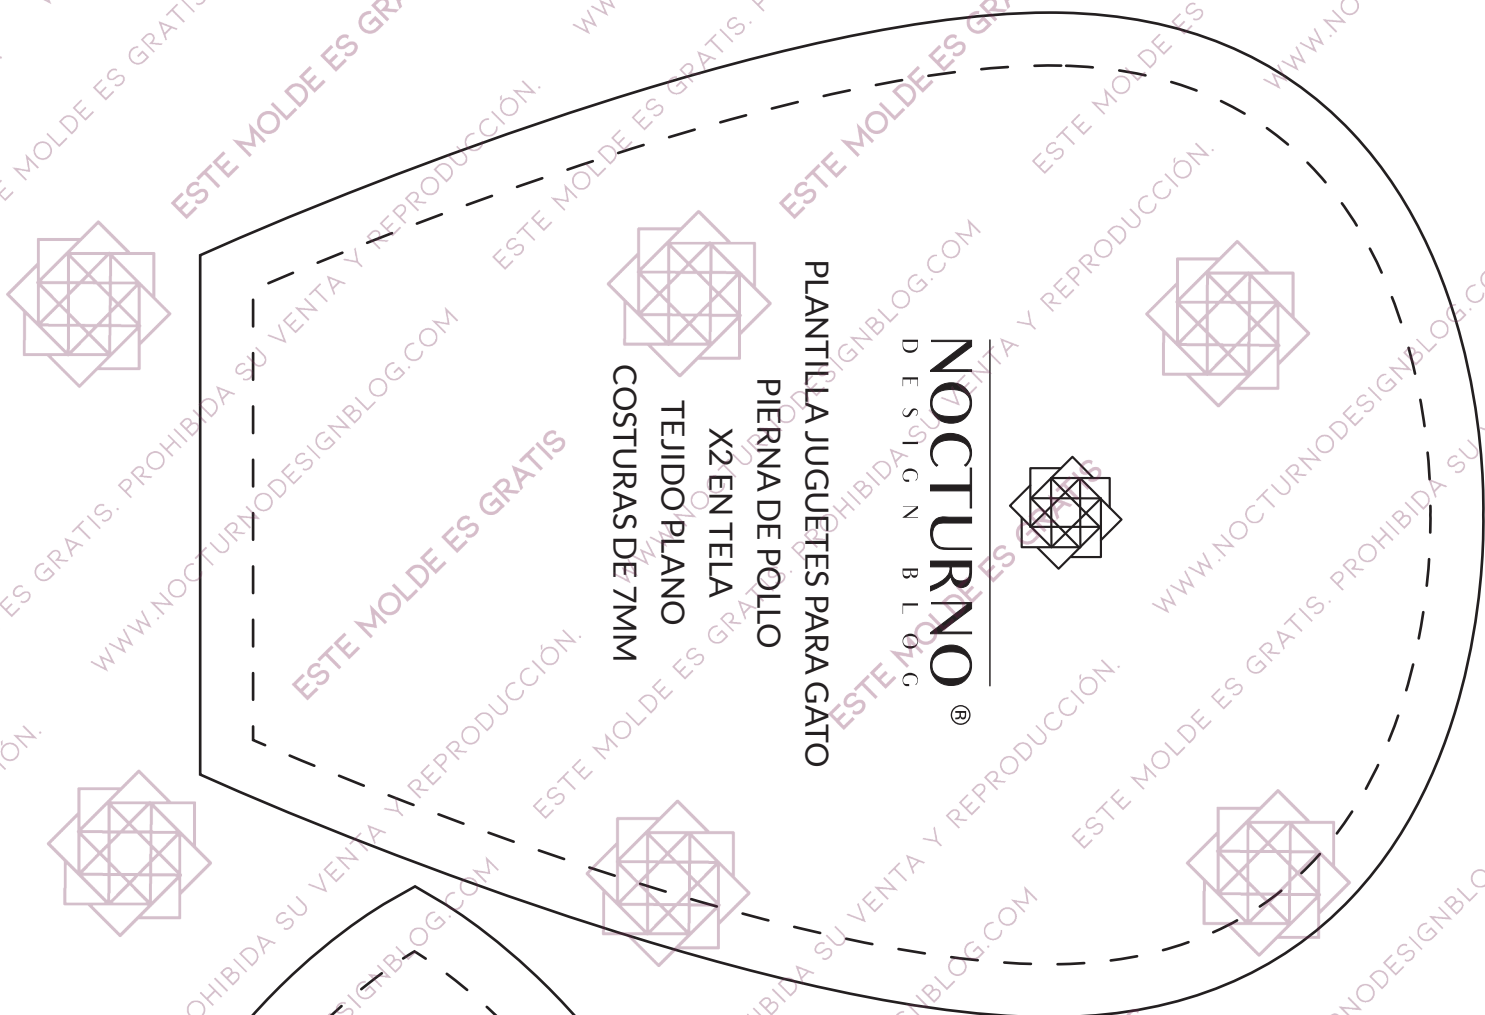 NOCTURNO ®
DESIGN BLOG
PLANTILLA JUGUETES PARA GATO
PIERNA DE POLLO
X2 EN TELA
TEJIDO PLANO
COSTURAS DE 7MM
ESTE MOLDE ES GRATIS
ESTE MOLDE ES GRATIS. PROHIBIDA SU VENTA Y REPRODUCCIÓN.
WWW.NOCTURNODESIGNBLOG.COM